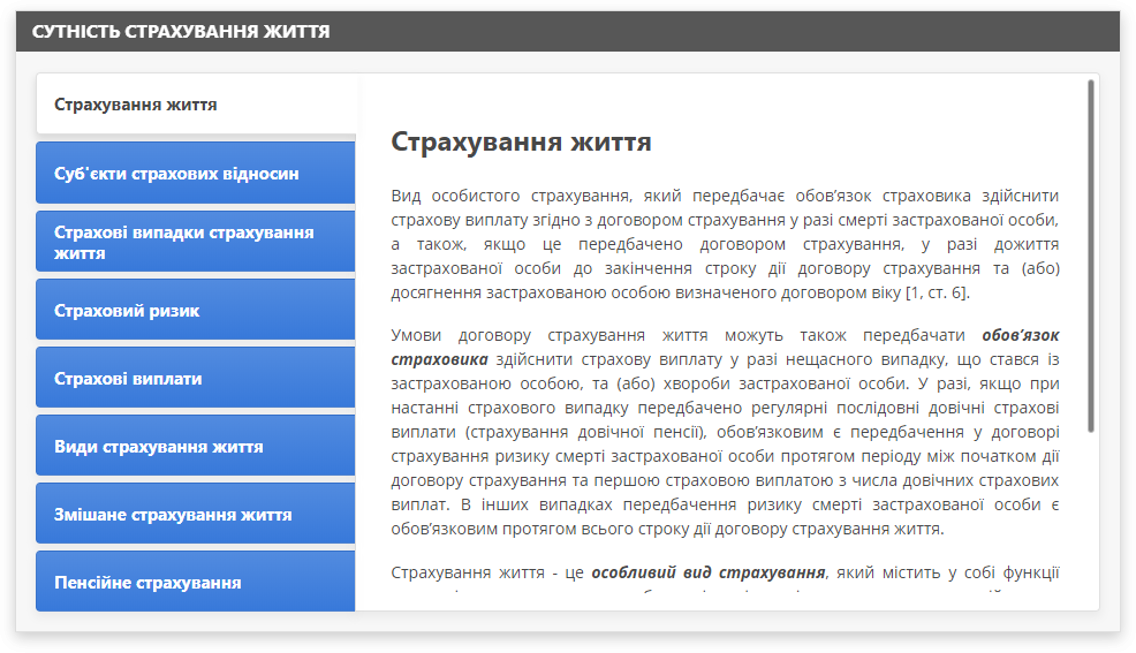 СУТНІСТЬ СТРАХУВАННЯ ЖИТТЯ
Страхування життя
Суб'єкти страхових відносин
Страхові випадки страхування
життя
Страховий ризик
Страхові виплати
Види страхування життя
Змішане страхування життя
Пенсійне страхування
Страхування життя
Вид особистого страхування, який передбачає обов’язок страховика здійснити
страхову виплату згідно з договором страхування у разі смерті застрахованої особи,
а також, якщо це передбачено договором страхування, у разі дожиття
застрахованої особи до закінчення строку дії договору страхування та (або)
досягнення застрахованою особою визначеного договором віку [1, ст. 6].
Умови договору страхування життя можуть також передбачати обов’язок
страховика здійснити страхову виплату у разі нещасного випадку, що стався із
застрахованою особою, та (або) хвороби застрахованої особи. У разі, якщо при
настанні страхового випадку передбачено регулярні послідовні довічні страхові
виплати (страхування довічної пенсії), обов’язковим є передбачення у договорі
страхування ризику смерті застрахованої особи протягом періоду між початком дії
договору страхування та першою страховою виплатою з числа довічних страхових
виплат. В інших випадках передбачення ризику смерті застрахованої особи є
обов’язковим протягом всього строку дії договору страхування життя.
Страхування життя - це особливий вид страхування, який містить у собі функції